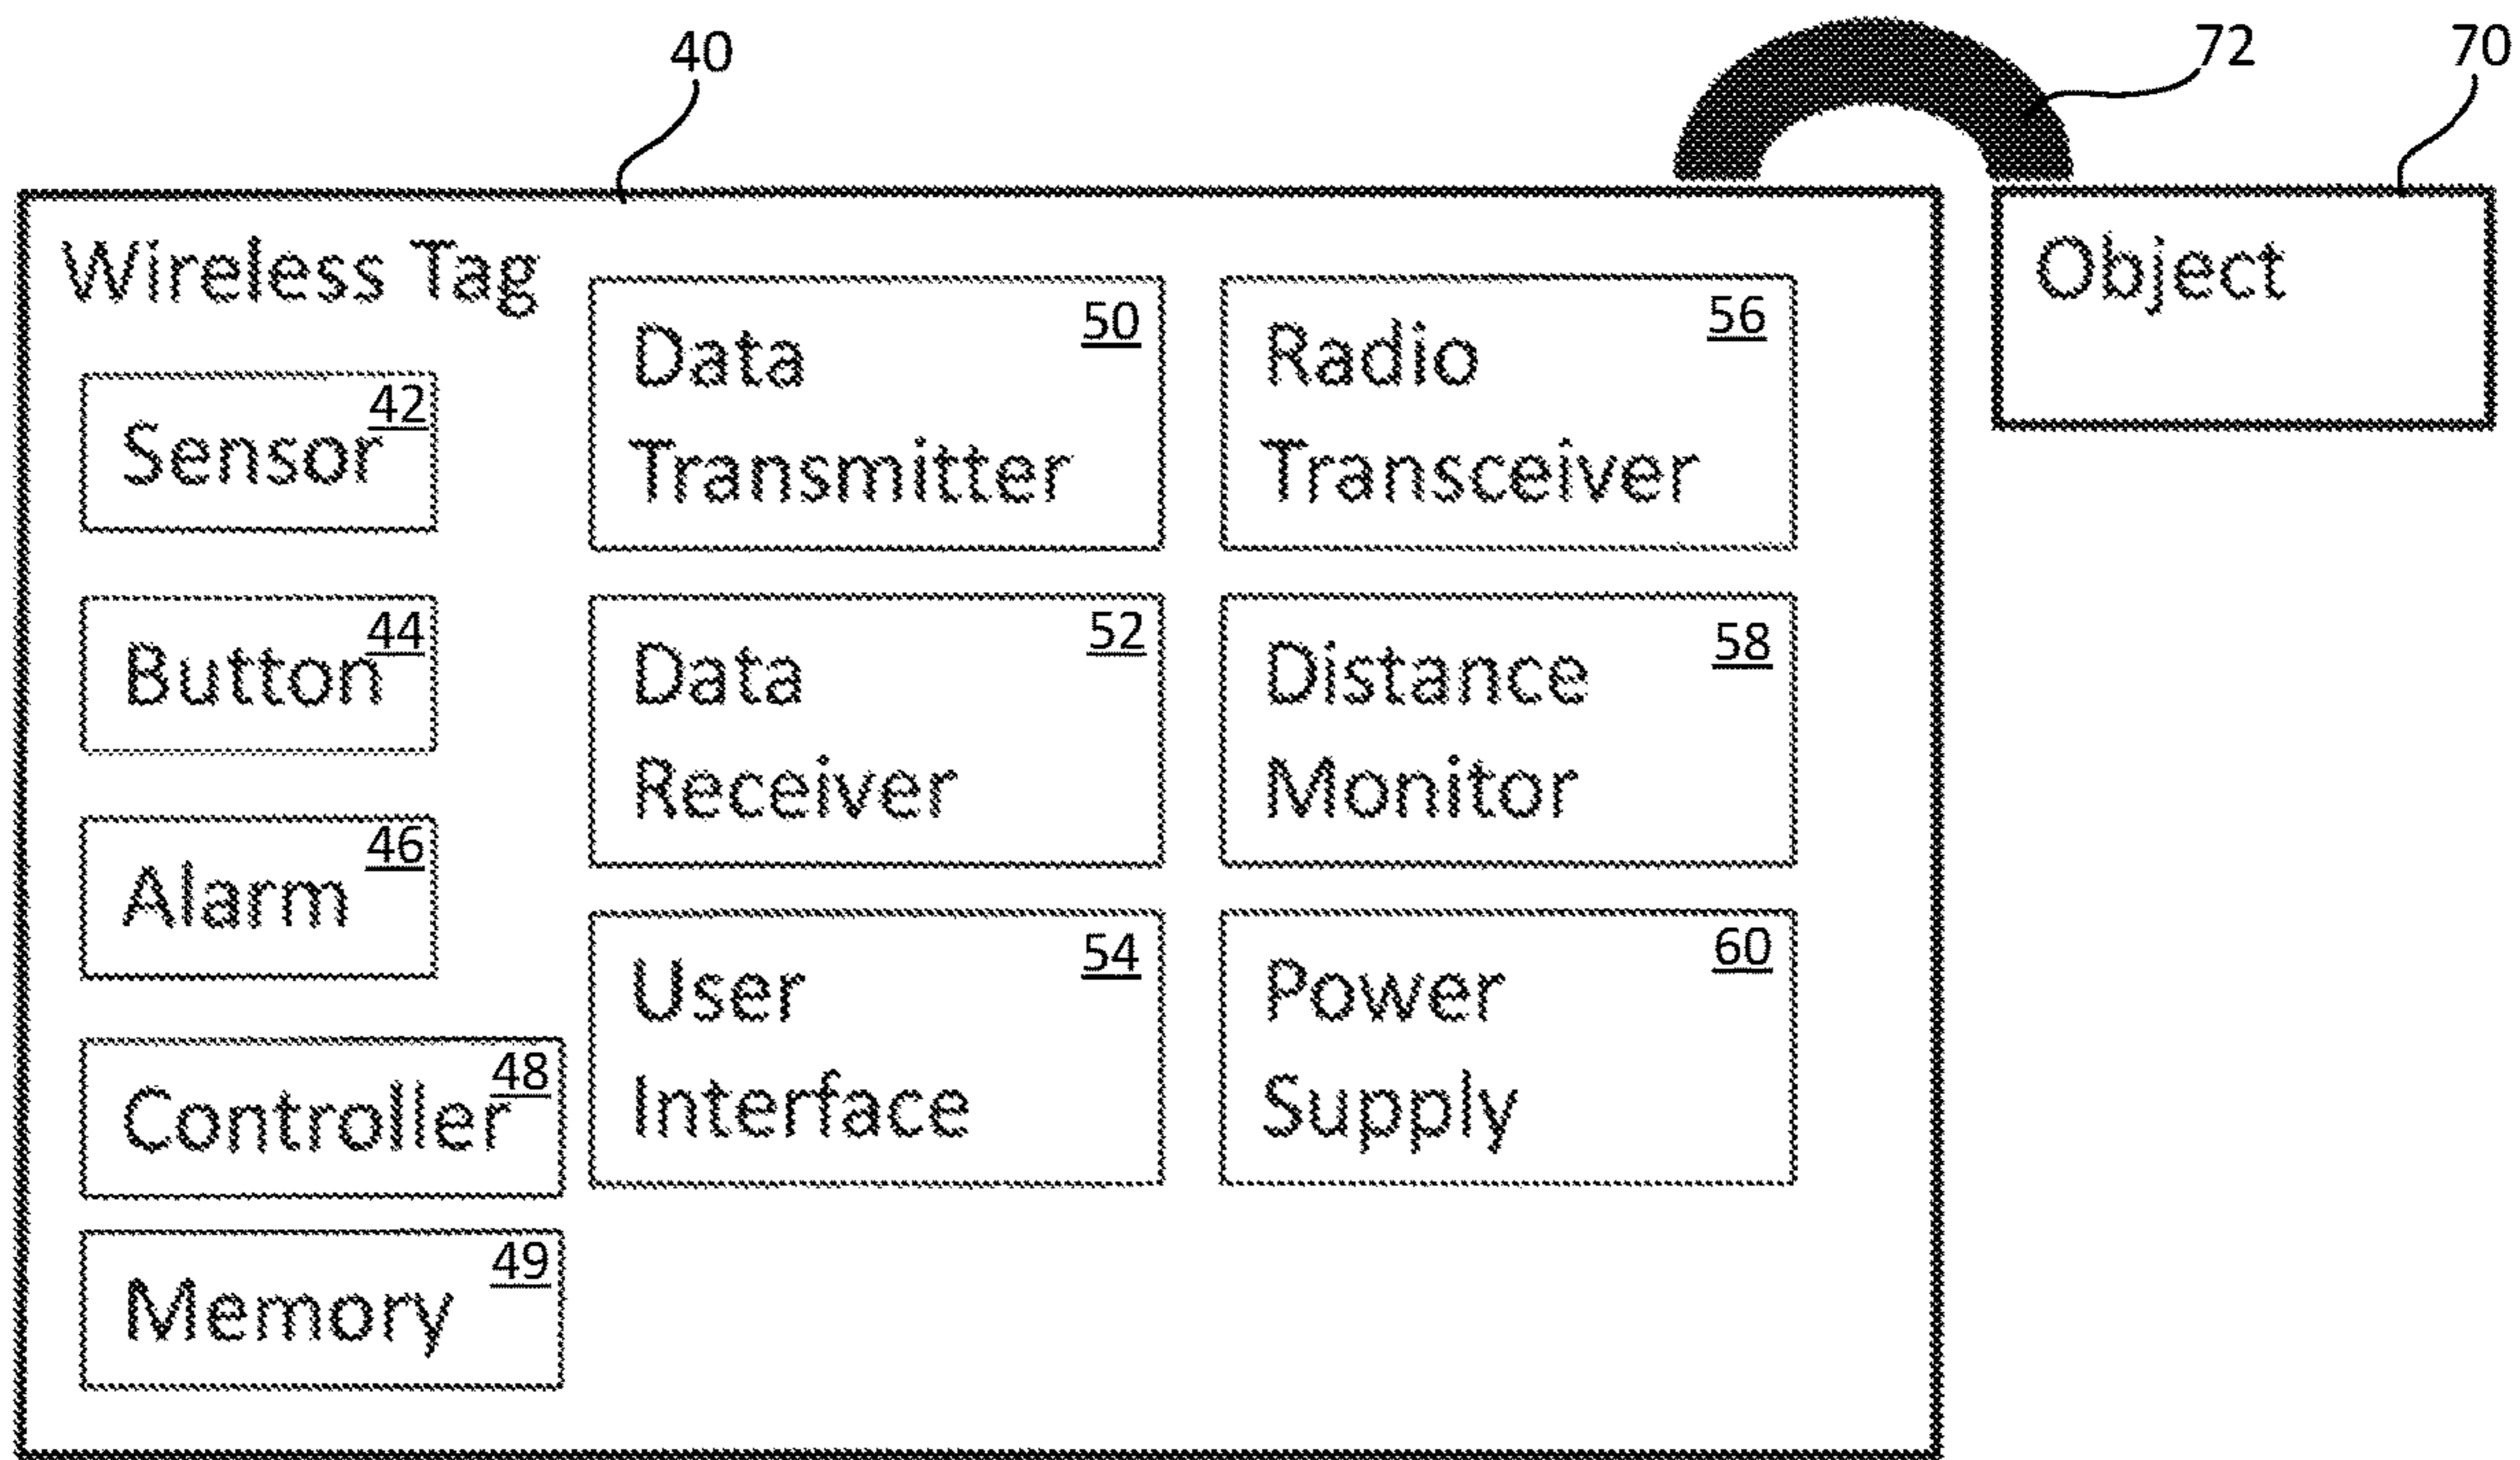 40
72
70
Wireless Tag
Object
Sensor 42
Button 44
Alarm 46
Controller 48
Memory 49
Data 50
Transmitter
Data 52
Receiver
User 54
Interface
Radio 56
Transceiver
Distance 58
Monitor
Power 60
Supply